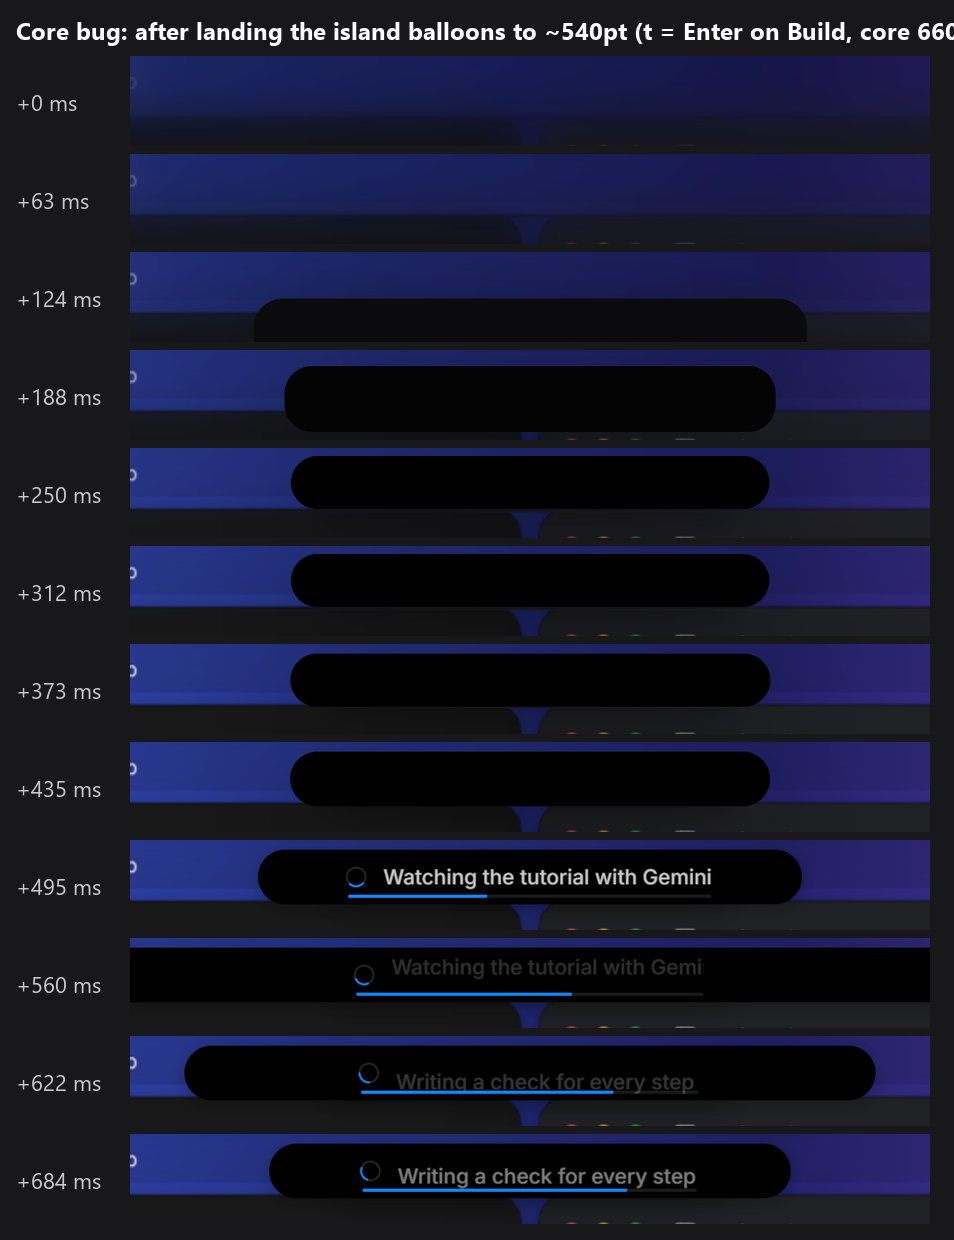 Core bug: after landing the island balloons to ~540pt (t = Enter on Build, core 660
+0 ms
+63 ms
+124 ms
+188 ms
+250 ms
+312 ms
+373 ms
+435 ms
+495 ms
Watching the tutorial with Gemini
+560 ms
Watching the tutorial with Gemi
+622 ms
Writing a check for every step
+684 ms
Writing a check for every step